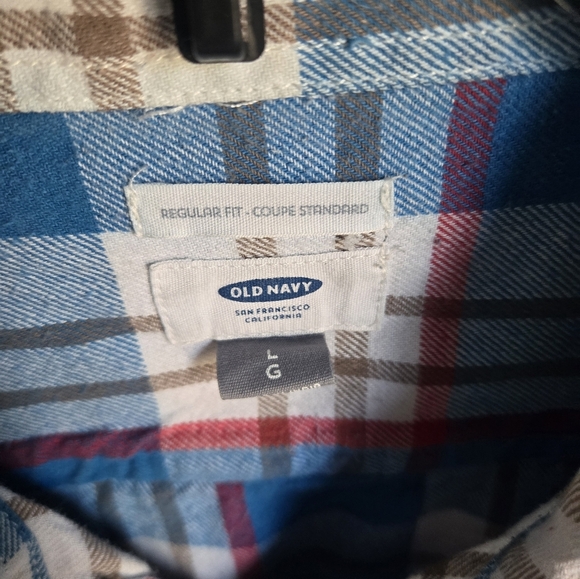 REGULAR FIT - COUPE STANDARD
OLD NAVY
SAN FRANCISCO
CALIFORNIA
L
G